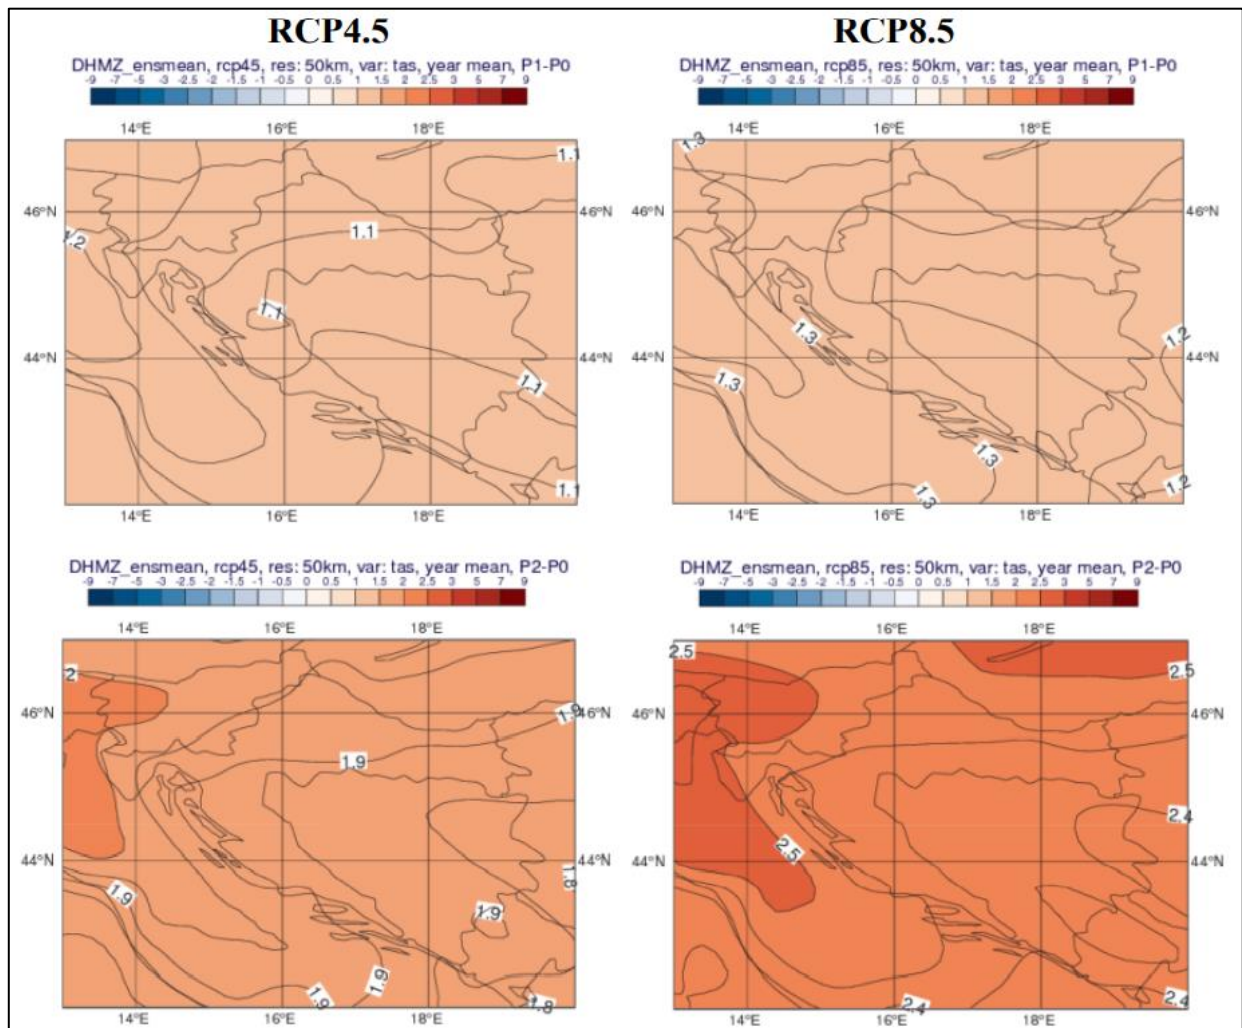 RCP4.5 RCP8.5
DHMZ_ensmean, rcp45, res: 50km, var: tas, year mean, P1-P0
-9 -7 -5 -3 -2.5 -2 -1.5 -1 -0.5 0 0.5 1 1.5 2 2.5 3 5 7 9
14°E 16°E 18°E
1.1
46°N 46°N
1.2
1.1
1.1
44°N 44°N
1.1
1.1
14°E 16°E 18°E
DHMZ_ensmean, rcp85, res: 50km, var: tas, year mean, P1-P0
-9 -7 -5 -3 -2.5 -2 -1.5 -1 -0.5 0 0.5 1 1.5 2 2.5 3 5 7 9
14°E 16°E 18°E
1.3
46°N
1.3
1.2
44°N
1.3
1.3
1.2
1.3
14°E 16°E 18°E
DHMZ_ensmean, rcp45, res: 50km, var: tas, year mean, P2-P0
-9 -7 -5 -3 -2.5 -2 -1.5 -1 -0.5 0 0.5 1 1.5 2 2.5 3 5 7 9
14°E 16°E 18°E
2
46°N 1.9 46°N
1.9
44°N 44°N
1.8
1.9
1.9
1.9
1.9
1.8
14°E 16°E 18°E
DHMZ_ensmean, rcp85, res: 50km, var: tas, year mean, P2-P0
-9 -7 -5 -3 -2.5 -2 -1.5 -1 -0.5 0 0.5 1 1.5 2 2.5 3 5 7 9
14°E 16°E 18°E
2.5
2.5
46°N
2.4
2.5
44°N
2.4
2.4
14°E 16°E 18°E